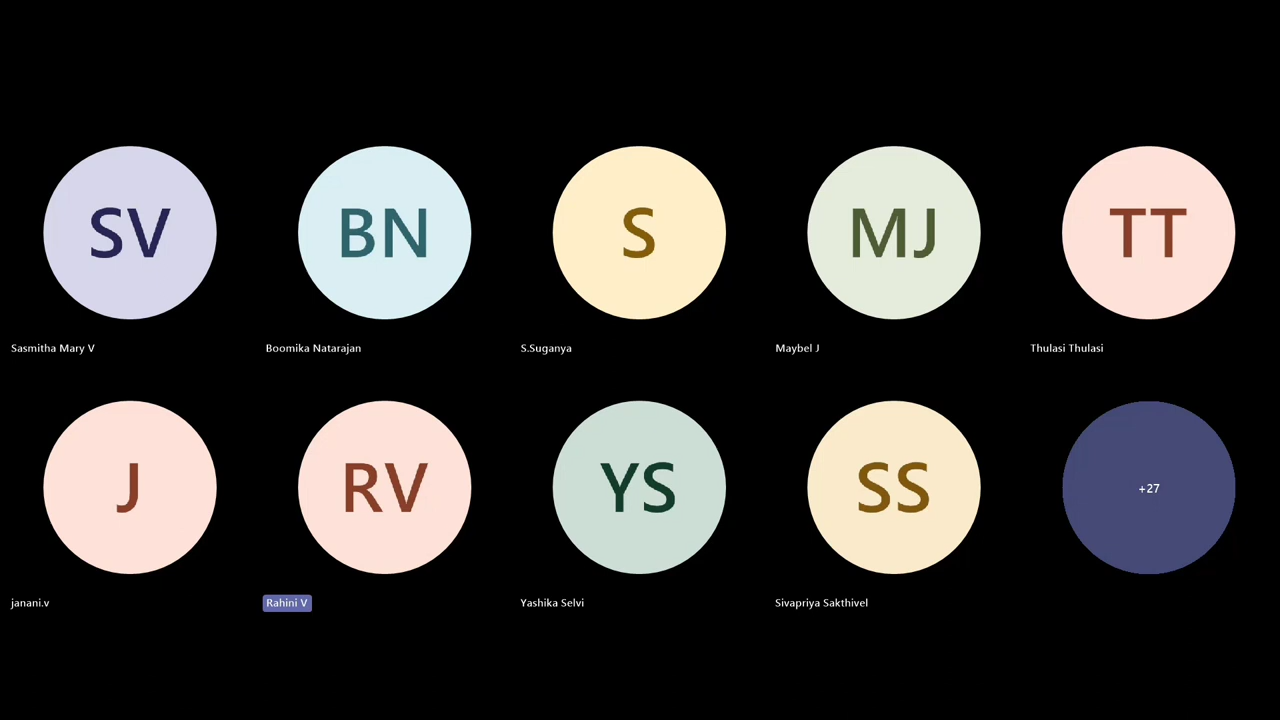 SV
BN
S
MJ
TT
Sasmitha Mary V
Boomika Natarajan
S.Suganya
Maybel J
Thulasi Thulasi
J
RV
YS
SS
+27
janani.v
Rahini V
Yashika Selvi
Sivapriya Sakthivel